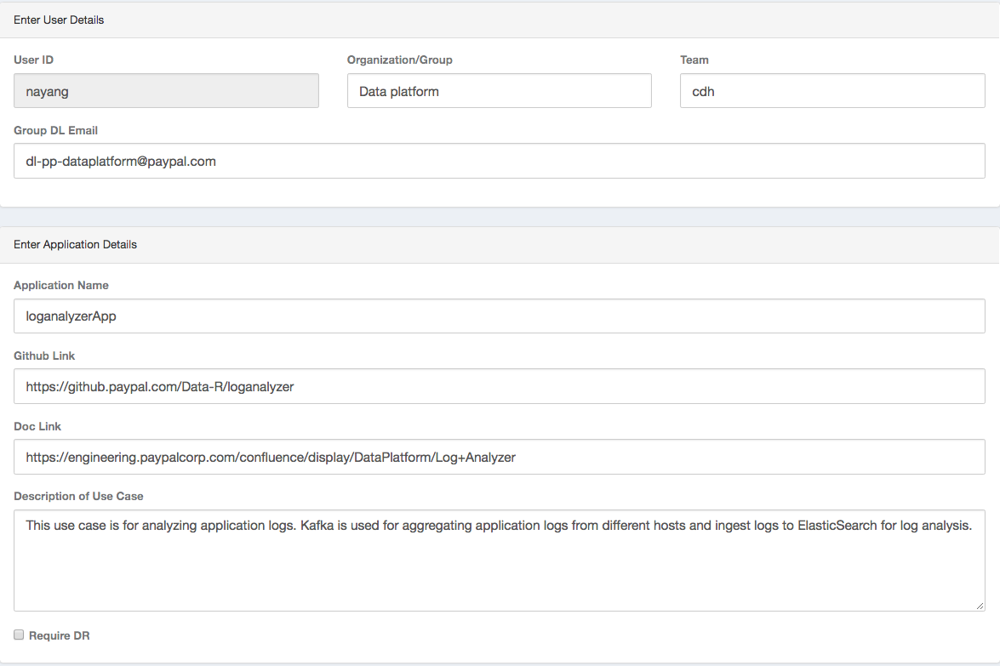 Enter User Details
User ID
Organization/Group
Team
nayang
Data platform
cdh
Group DL Email
dl-pp-dataplatform@paypal.com
Enter Application Details
Application Name
loganalyzerApp
Github Link
https://github.paypal.com/Data-R/loganalyzer
Doc Link
https://engineering.paypalcorp.com/confluence/display/DataPlatform/Log+Analyzer
Description of Use Case
This use case is for analyzing application logs. Kafka is used for aggregating application logs from different hosts and ingest logs to ElasticSearch for log analysis.
Require DR